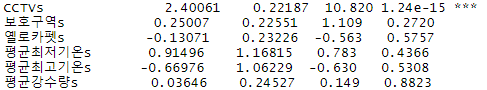 CCTVs 2.40061 0.22187 10.820 1.24e-15 ***
보호구역s 0.25007 0.22551 1.109 0.2720
옐로카펫s -0.13071 0.23226 -0.563 0.5757
평균최저기온s 0.91496 1.16815 0.783 0.4366
평균최고기온s -0.66976 1.06229 -0.630 0.5308
평균강수량s 0.03646 0.24527 0.149 0.8823